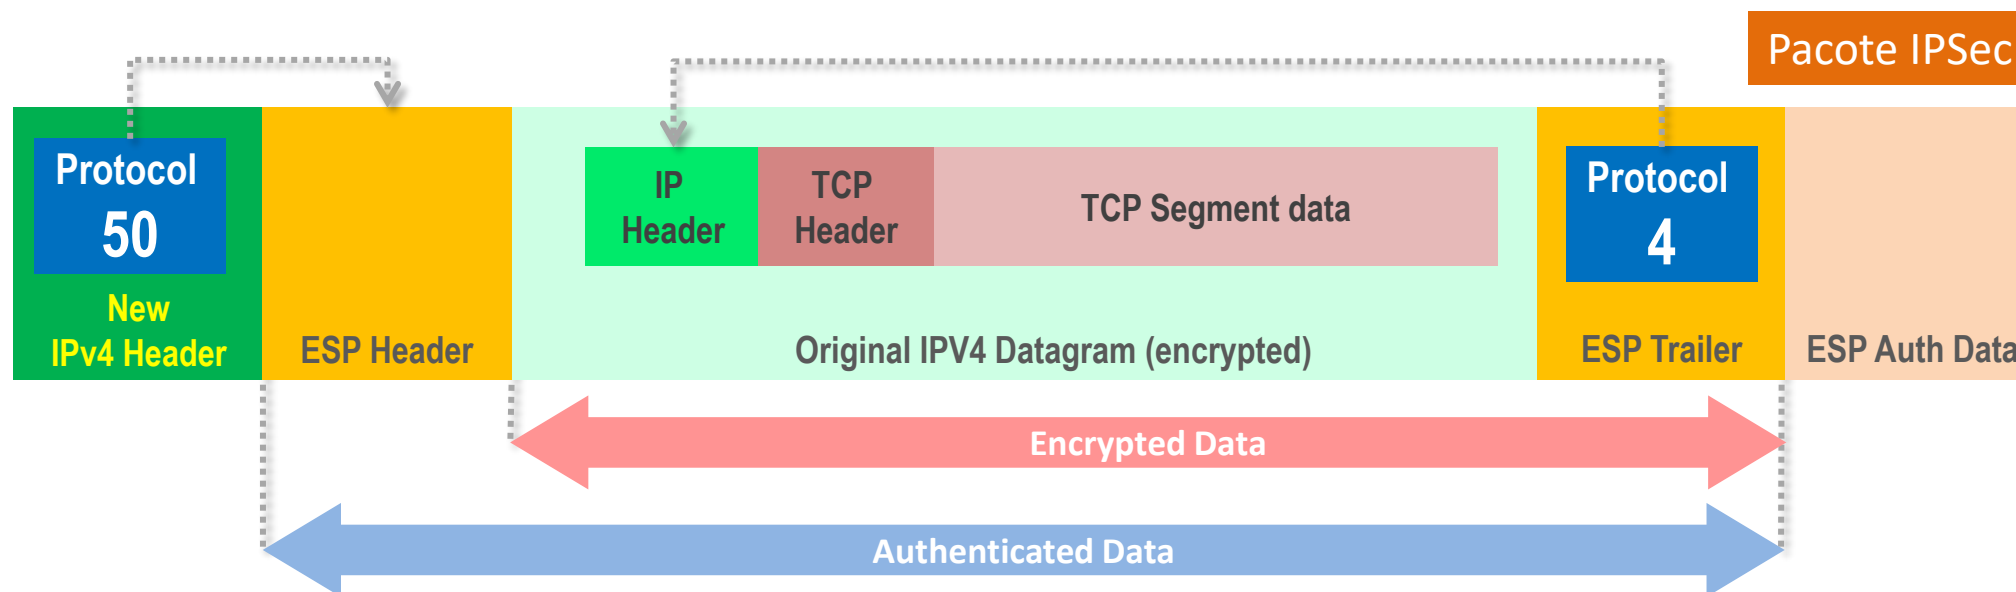 Pacote IPSec
Protocol
50
New
IPv4 Header
ESP Header
IP
Header
TCP
Header
TCP Segment data
Original IPV4 Datagram (encrypted)
Protocol
4
ESP Trailer
ESP Auth Data
Encrypted Data
Authenticated Data